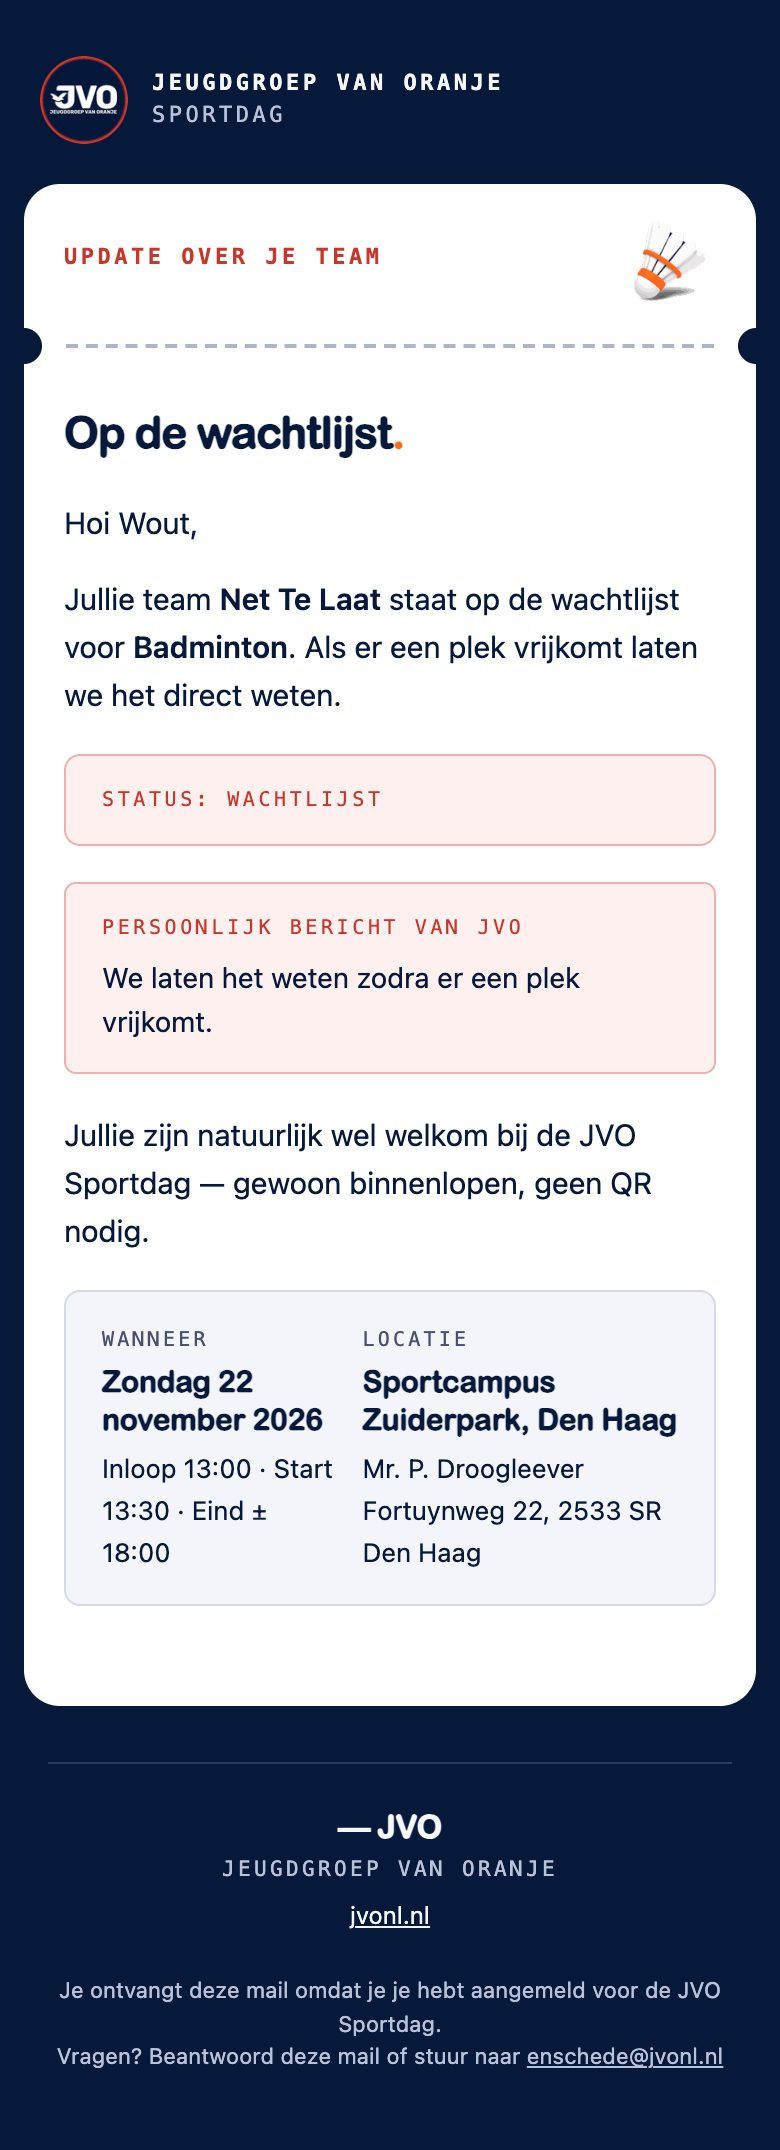 JVO
JEUGDGROEP VAN ORANJE
JEUGDGROEP VAN ORANJE
SPORTDAG
UPDATE OVER JE TEAM
Op de wachtlijst.
Hoi Wout,
Jullie team Net Te Laat staat op de wachtlijst
voor Badminton. Als er een plek vrijkomt laten
we het direct weten.
STATUS: WACHTLIJST
PERSOONLIJK BERICHT VAN JVO
We laten het weten zodra er een plek
vrijkomt.
Jullie zijn natuurlijk wel welkom bij de JVO
Sportdag — gewoon binnenlopen, geen QR
nodig.
WANNEER
Zondag 22
november 2026
Inloop 13:00 · Start
13:30 · Eind ±
18:00
LOCATIE
Sportcampus
Zuiderpark, Den Haag
Mr. P. Droogleever
Fortuynweg 22, 2533 SR
Den Haag
— JVO
JEUGDGROEP VAN ORANJE
jvonl.nl
Je ontvangt deze mail omdat je je hebt aangemeld voor de JVO
Sportdag.
Vragen? Beantwoord deze mail of stuur naar enschede@jvonl.nl